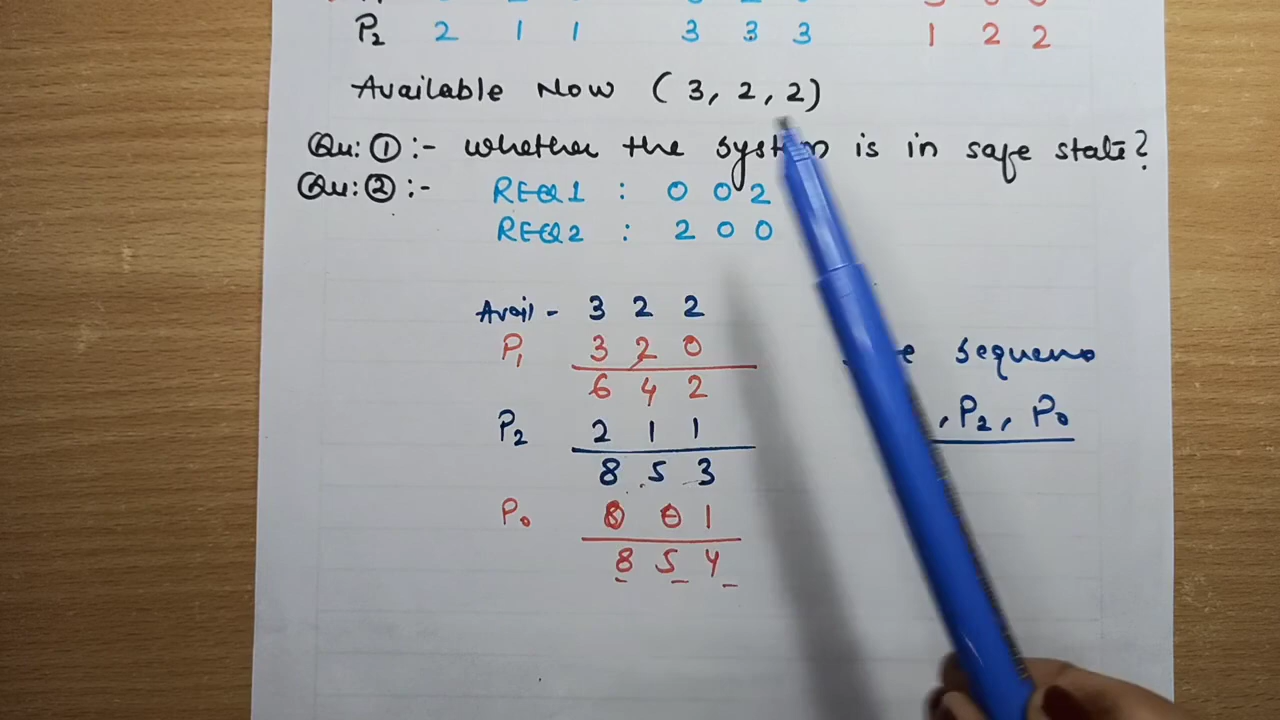 P₂ 2 1 1 3 3 3 1 2 2
Available Now (3, 2, 2)
Qu: ① :- whether the system is in safe state?
Qu: ② :- REQ1 : 0 0 2
REQ2 : 2 0 0
Avail - 3 2 2
P₁ 3 2 0
sequenc
6 4 2
, P₂, P₀
P₂ 2 1 1
8 5 3
P₀ 0 0 1
8 5 4